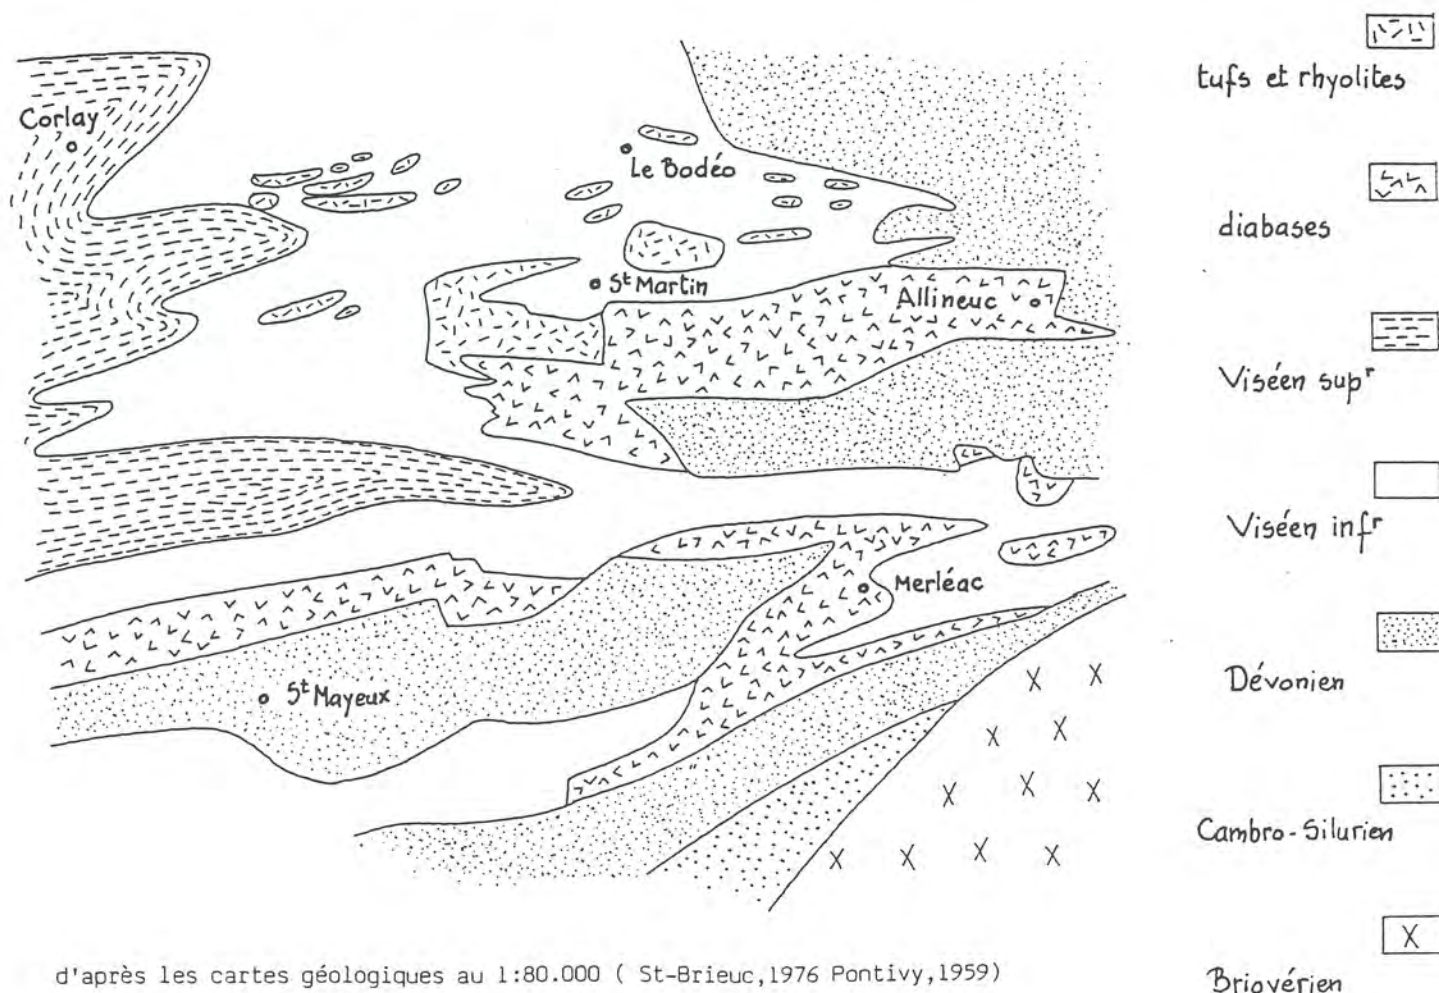 Corlay
Le Bodéo
St Martin
Allineuc
Merléac
St Mayeux
tufs et rhyolites
diabases
Viséen supr
Viséen infr
Dévonien
Cambro-Silurien
X
Briovérien
d'après les cartes géologiques au 1:80.000 ( St-Brieuc,1976 Pontivy,1959)